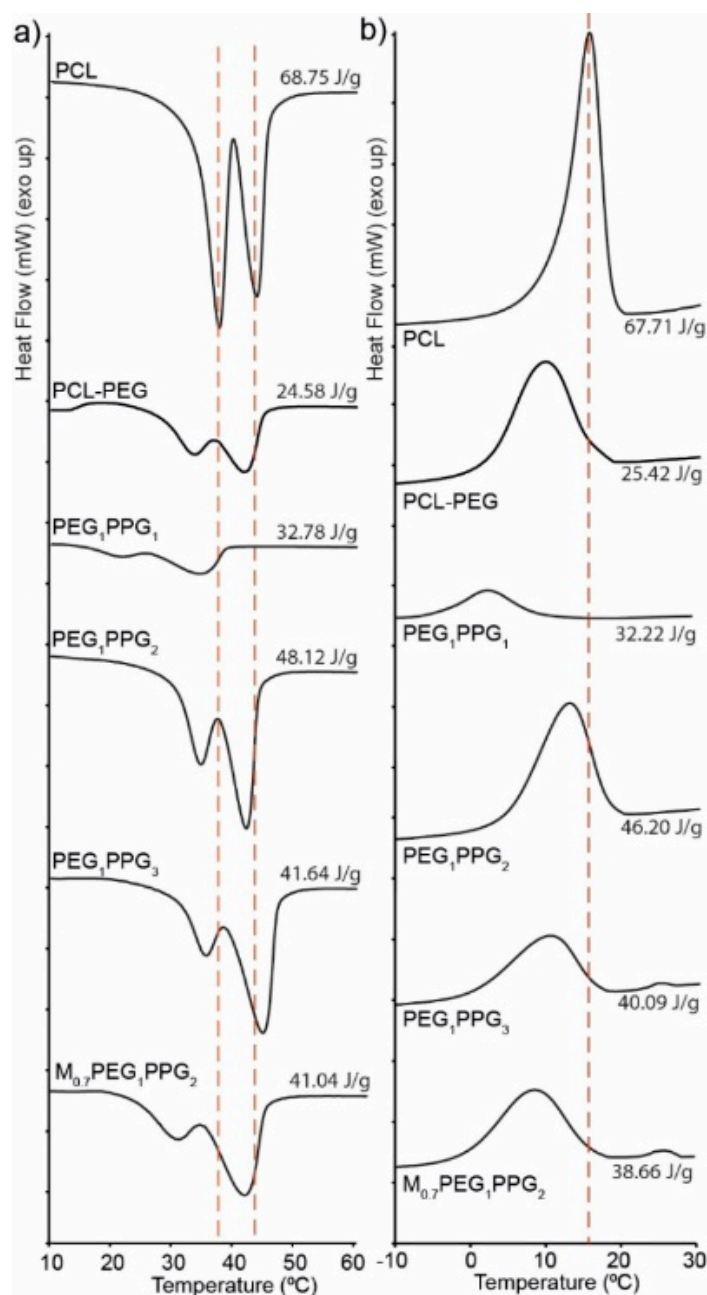 a)
PCL
68.75 J/g
PCL-PEG
24.58 J/g
PEG₁PPG₁
32.78 J/g
PEG₁PPG₂
48.12 J/g
PEG₁PPG₃
41.64 J/g
M₀.₇PEG₁PPG₂
41.04 J/g
Heat Flow (mW) (exo up)
10 20 30 40 50 60
Temperature (ºC)
b)
PCL
67.71 J/g
PCL-PEG
25.42 J/g
PEG₁PPG₁
32.22 J/g
PEG₁PPG₂
46.20 J/g
PEG₁PPG₃
40.09 J/g
M₀.₇PEG₁PPG₂
38.66 J/g
Heat Flow (mW) (exo up)
-10 0 10 20 30
Temperature (ºC)